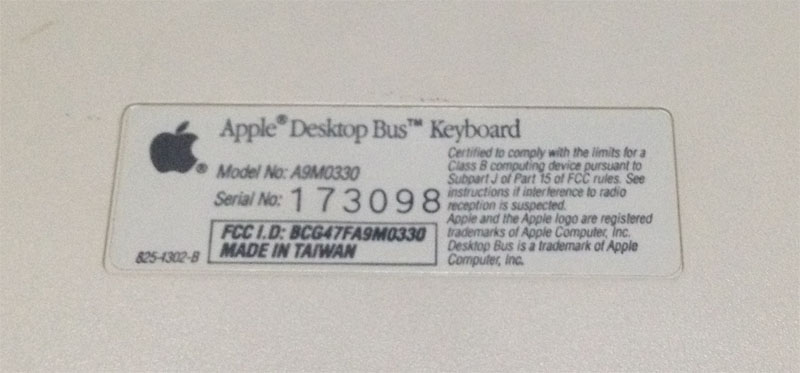 Apple® Desktop Bus™ Keyboard
Model No: A9M0330
Serial No: 173098
FCC I.D: BCG47FA9M0330
MADE IN TAIWAN
825-4302-B
Certified to comply with the limits for a
Class B computing device pursuant to
Subpart J of Part 15 of FCC rules. See
instructions if interference to radio
reception is suspected.
Apple and the Apple logo are registered
trademarks of Apple Computer, Inc.
Desktop Bus is a trademark of Apple
Computer, Inc.